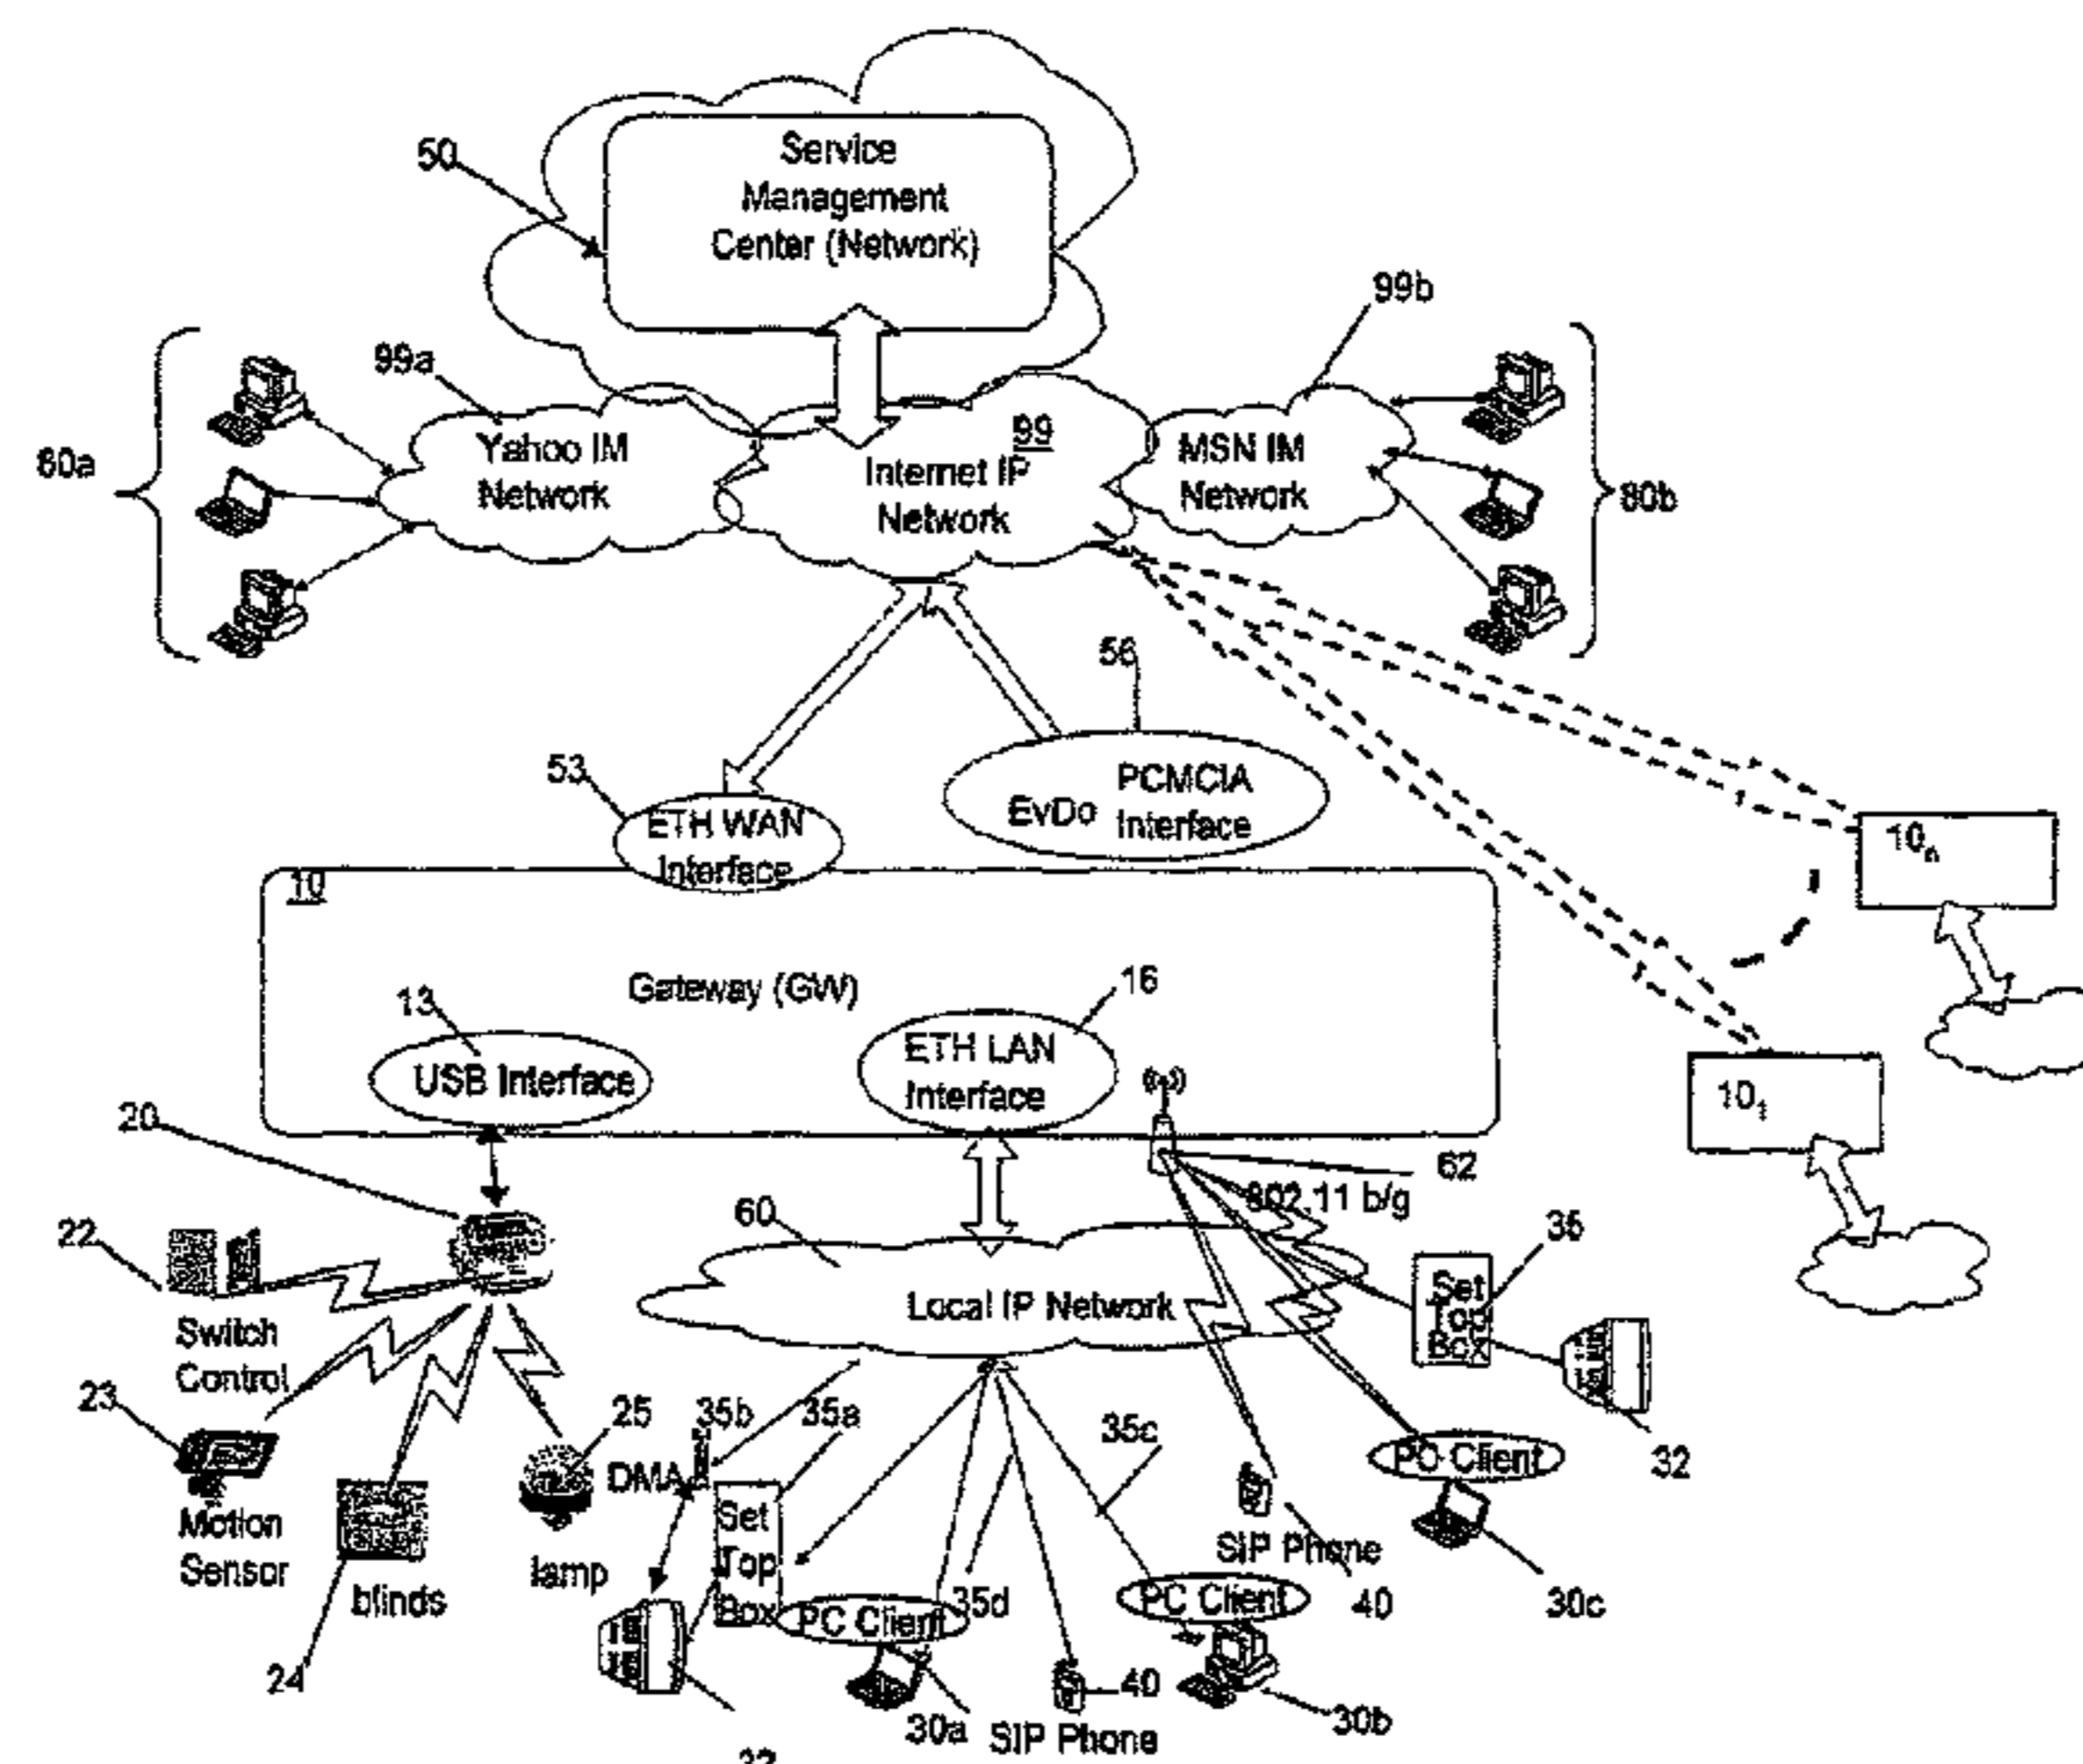 Service
Management
Center (Network)
50
99b
99a
80a
Yahoo IM
Network
99
Internet IP
Network
MSN IM
Network
80b
56
53
ETH WAN
Interface
EvDo
PCMCIA
Interface
10
10n
Gateway (GW)
13
USB Interface
16
ETH LAN
Interface
101
20
62
802.11 b/g
60
Local IP Network
22
Switch
Control
35
Set
Top
Box
32
23
Motion
Sensor
24
blinds
25
lamp
DMA
35b
35a
Set
Top
Box
35c
35d
PC Client
30a
40
SIP Phone
PC Client
30b
SIP Phone
40
PC Client
30c
32